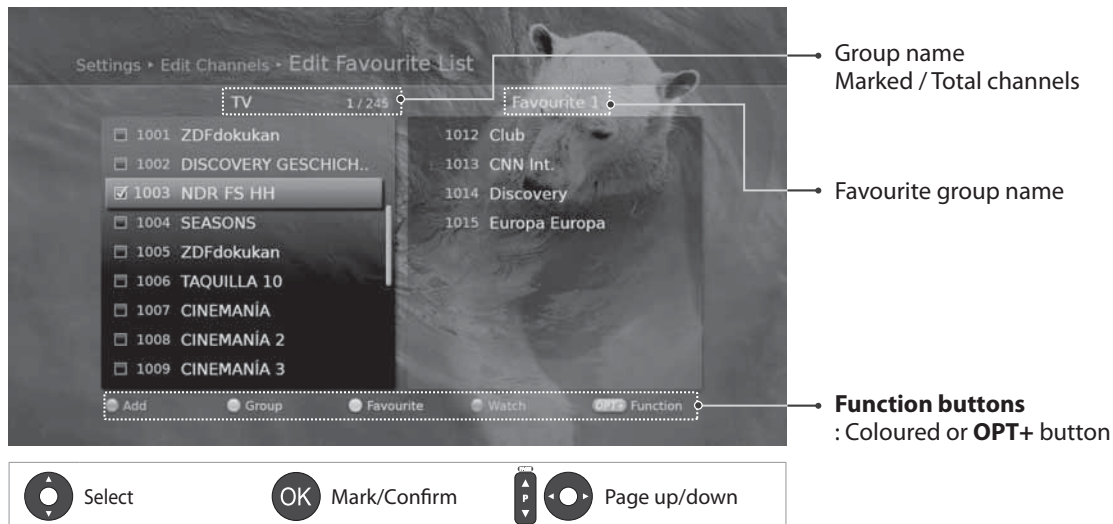 Settings ‣ Edit Channels ‣ Edit Favourite List
TV 1 / 245
Favourite 1
1001 ZDFdokukan
1002 DISCOVERY GESCHICH..
1003 NDR FS HH
1004 SEASONS
1005 ZDFdokukan
1006 TAQUILLA 10
1007 CINEMANÍA
1008 CINEMANÍA 2
1009 CINEMANÍA 3
1012 Club
1013 CNN Int.
1014 Discovery
1015 Europa Europa
Add Group Favourite Watch OPT+ Function
Group name
Marked / Total channels
Favourite group name
Function buttons
: Coloured or OPT+ button
Select OK Mark/Confirm P Page up/down